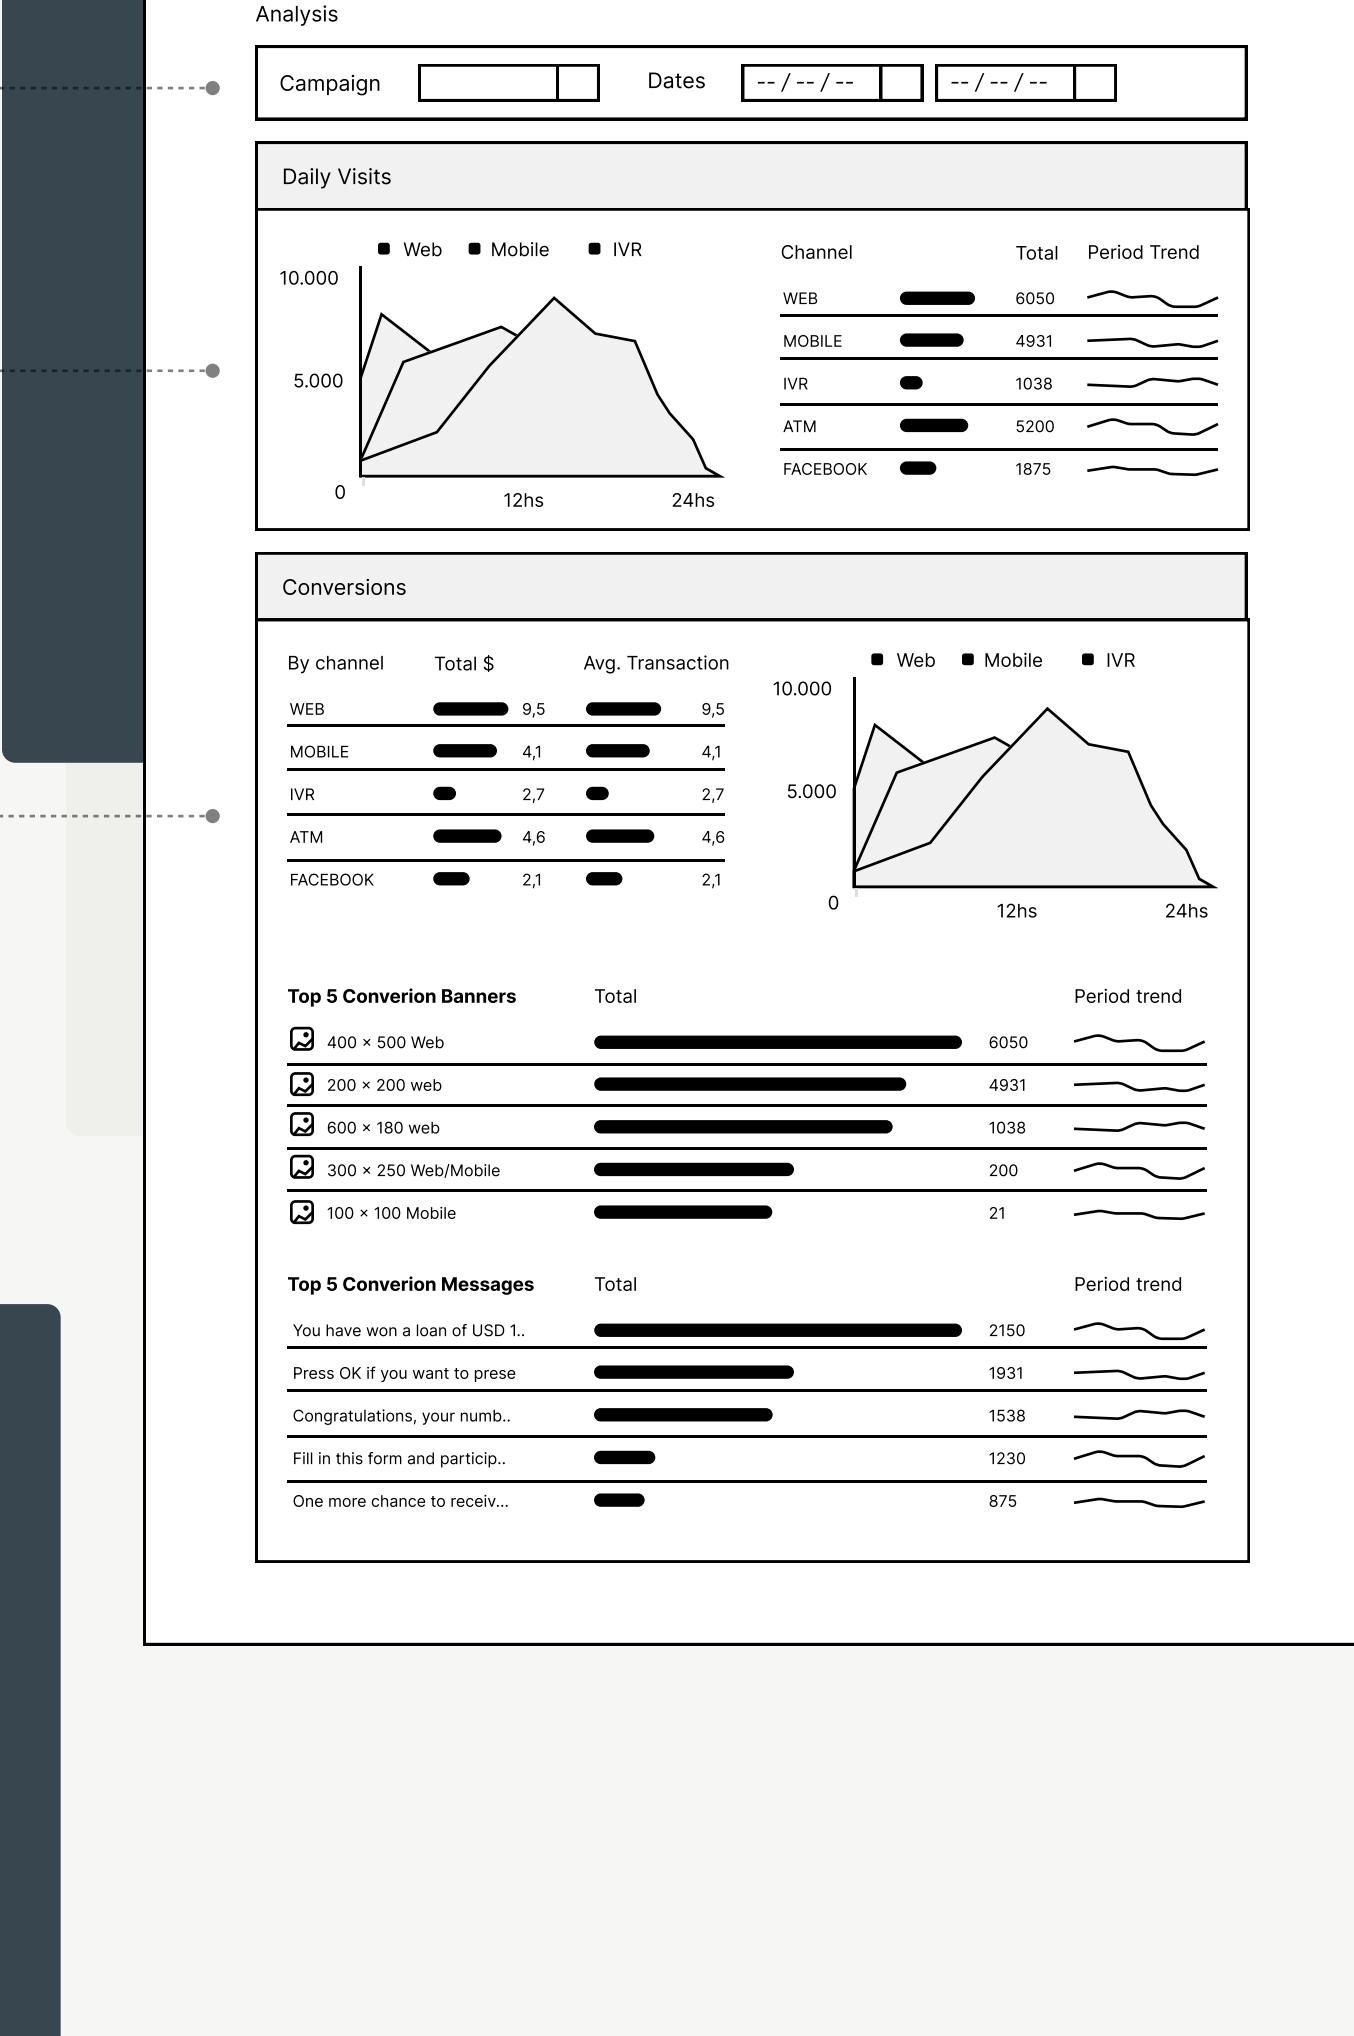 Analysis
Campaign Dates -- / -- / -- -- / -- / --
Daily Visits
Web Mobile IVR
10.000
5.000
0
12hs 24hs
Channel Total Period Trend
WEB 6050
MOBILE 4931
IVR 1038
ATM 5200
FACEBOOK 1875
Conversions
By channel Total $ Avg. Transaction
WEB 9,5 9,5
MOBILE 4,1 4,1
IVR 2,7 2,7
ATM 4,6 4,6
FACEBOOK 2,1 2,1
Web Mobile IVR
10.000
5.000
0
12hs 24hs
Top 5 Converion Banners Total Period trend
400 × 500 Web 6050
200 × 200 web 4931
600 × 180 web 1038
300 × 250 Web/Mobile 200
100 × 100 Mobile 21
Top 5 Converion Messages Total Period trend
You have won a loan of USD 1.. 2150
Press OK if you want to prese 1931
Congratulations, your numb.. 1538
Fill in this form and particip.. 1230
One more chance to receiv... 875